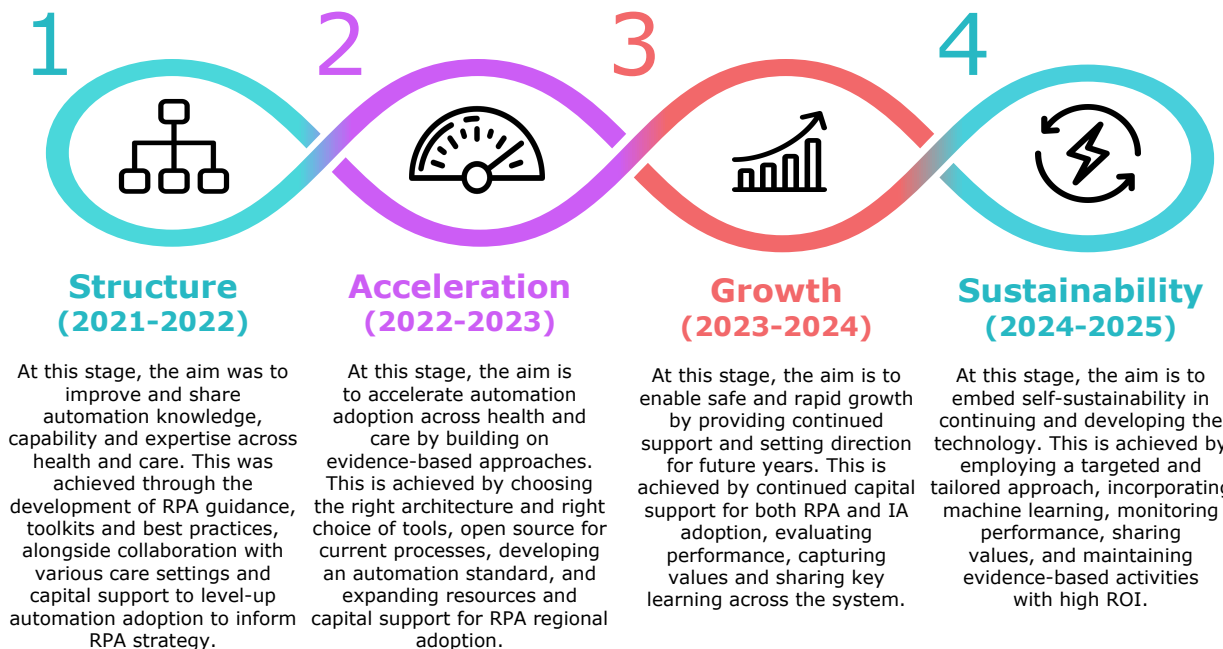 1
2
3
4
Structure
(2021-2022)
At this stage, the aim was to
improve and share
automation knowledge,
capability and expertise across
health and care. This was
achieved through the
development of RPA guidance,
toolkits and best practices,
alongside collaboration with
various care settings and
capital support to level-up
automation adoption to inform
RPA strategy.
Acceleration
(2022-2023)
At this stage, the aim is
to accelerate automation
adoption across health and
care by building on
evidence-based approaches.
This is achieved by choosing
the right architecture and right
choice of tools, open source for
current processes, developing
an automation standard, and
expanding resources and
capital support for RPA regional
adoption.
Growth
(2023-2024)
At this stage, the aim is to
enable safe and rapid growth
by providing continued
support and setting direction
for future years. This is
achieved by continued capital
support for both RPA and IA
adoption, evaluating
performance, capturing
values and sharing key
learning across the system.
Sustainability
(2024-2025)
At this stage, the aim is to
embed self-sustainability in
continuing and developing the
technology. This is achieved by
employing a targeted and
tailored approach, incorporating
machine learning, monitoring
performance, sharing
values, and maintaining
evidence-based activities
with high ROI.